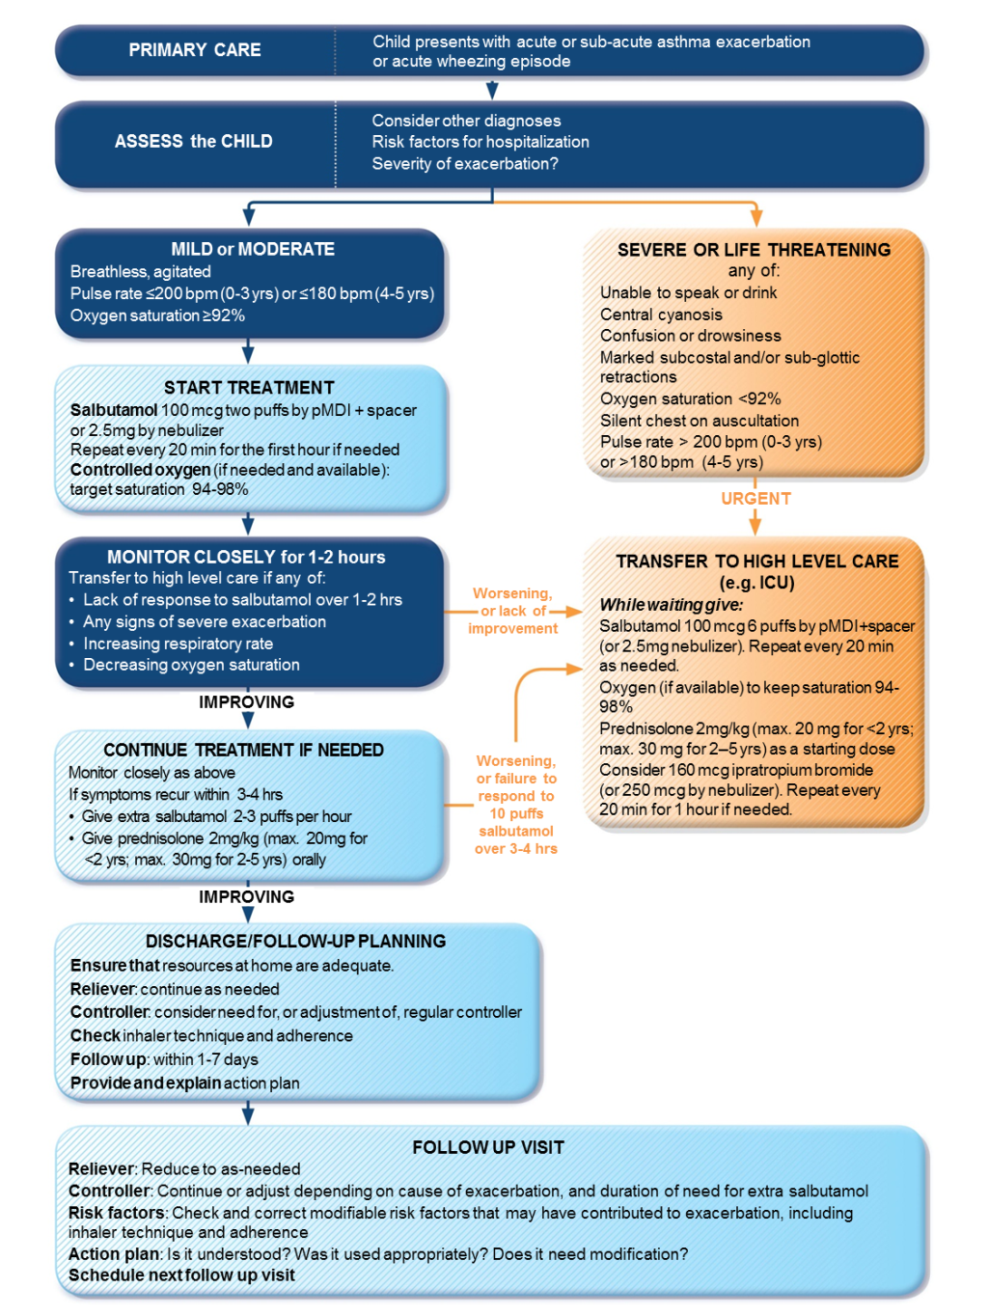 PRIMARY CARE
Child presents with acute or sub-acute asthma exacerbation
or acute wheezing episode
ASSESS the CHILD
Consider other diagnoses
Risk factors for hospitalization
Severity of exacerbation?
MILD or MODERATE
Breathless, agitated
Pulse rate ≤200 bpm (0-3 yrs) or ≤180 bpm (4-5 yrs)
Oxygen saturation ≥92%
SEVERE OR LIFE THREATENING
any of:
Unable to speak or drink
Central cyanosis
Confusion or drowsiness
Marked subcostal and/or sub-glottic
retractions
Oxygen saturation <92%
Silent chest on auscultation
Pulse rate > 200 bpm (0-3 yrs)
or >180 bpm (4-5 yrs)
START TREATMENT
Salbutamol 100 mcg two puffs by pMDI + spacer
or 2.5mg by nebulizer
Repeat every 20 min for the first hour if needed
Controlled oxygen (if needed and available):
target saturation 94-98%
URGENT
MONITOR CLOSELY for 1-2 hours
Transfer to high level care if any of:
• Lack of response to salbutamol over 1-2 hrs
• Any signs of severe exacerbation
• Increasing respiratory rate
• Decreasing oxygen saturation
Worsening,
or lack of
improvement
TRANSFER TO HIGH LEVEL CARE
(e.g. ICU)
While waiting give:
Salbutamol 100 mcg 6 puffs by pMDI+spacer
(or 2.5mg nebulizer). Repeat every 20 min
as needed.
Oxygen (if available) to keep saturation 94-
98%
Prednisolone 2mg/kg (max. 20 mg for <2 yrs;
max. 30 mg for 2–5 yrs) as a starting dose
Consider 160 mcg ipratropium bromide
(or 250 mcg by nebulizer). Repeat every
20 min for 1 hour if needed.
IMPROVING
CONTINUE TREATMENT IF NEEDED
Monitor closely as above
If symptoms recur within 3-4 hrs
• Give extra salbutamol 2-3 puffs per hour
• Give prednisolone 2mg/kg (max. 20mg for
<2 yrs; max. 30mg for 2-5 yrs) orally
Worsening,
or failure to
respond to
10 puffs
salbutamol
over 3-4 hrs
IMPROVING
DISCHARGE/FOLLOW-UP PLANNING
Ensure that resources at home are adequate.
Reliever: continue as needed
Controller: consider need for, or adjustment of, regular controller
Check inhaler technique and adherence
Follow up: within 1-7 days
Provide and explain action plan
FOLLOW UP VISIT
Reliever: Reduce to as-needed
Controller: Continue or adjust depending on cause of exacerbation, and duration of need for extra salbutamol
Risk factors: Check and correct modifiable risk factors that may have contributed to exacerbation, including
inhaler technique and adherence
Action plan: Is it understood? Was it used appropriately? Does it need modification?
Schedule next follow up visit